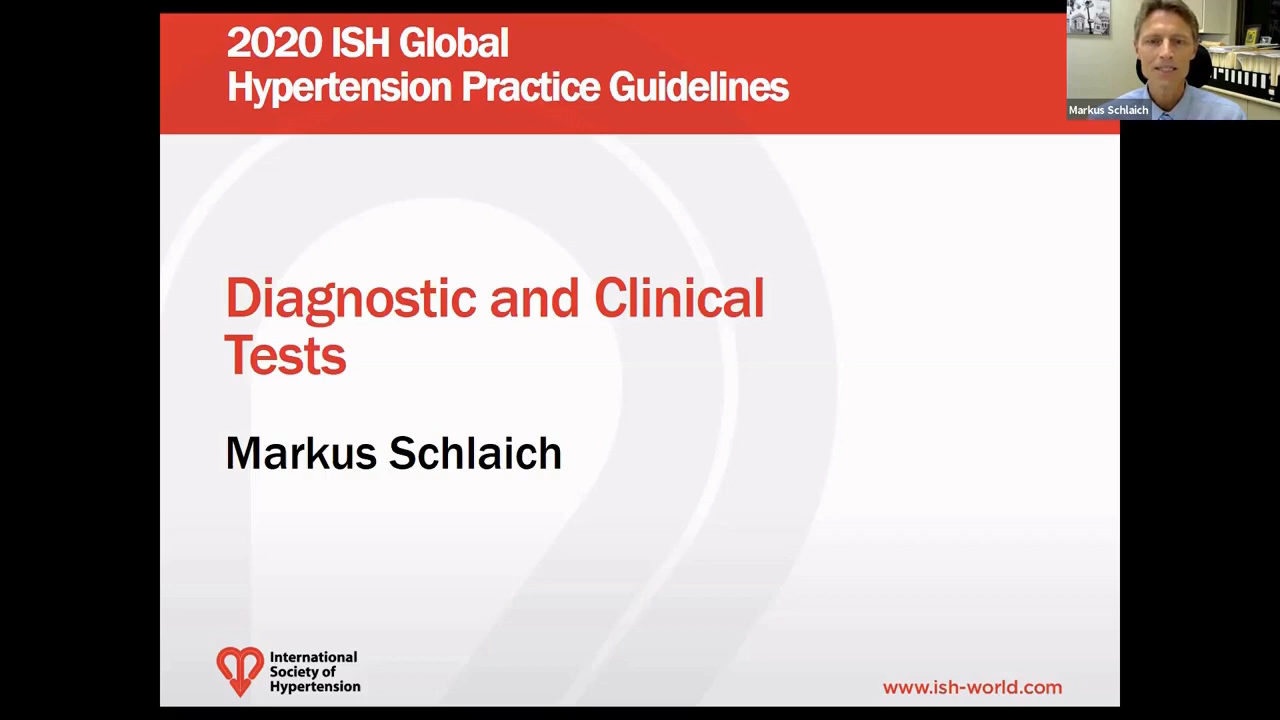 2020 ISH Global
Hypertension Practice Guidelines
Markus Schlaich
Diagnostic and Clinical
Tests
Markus Schlaich
International
Society of
Hypertension
www.ish-world.com